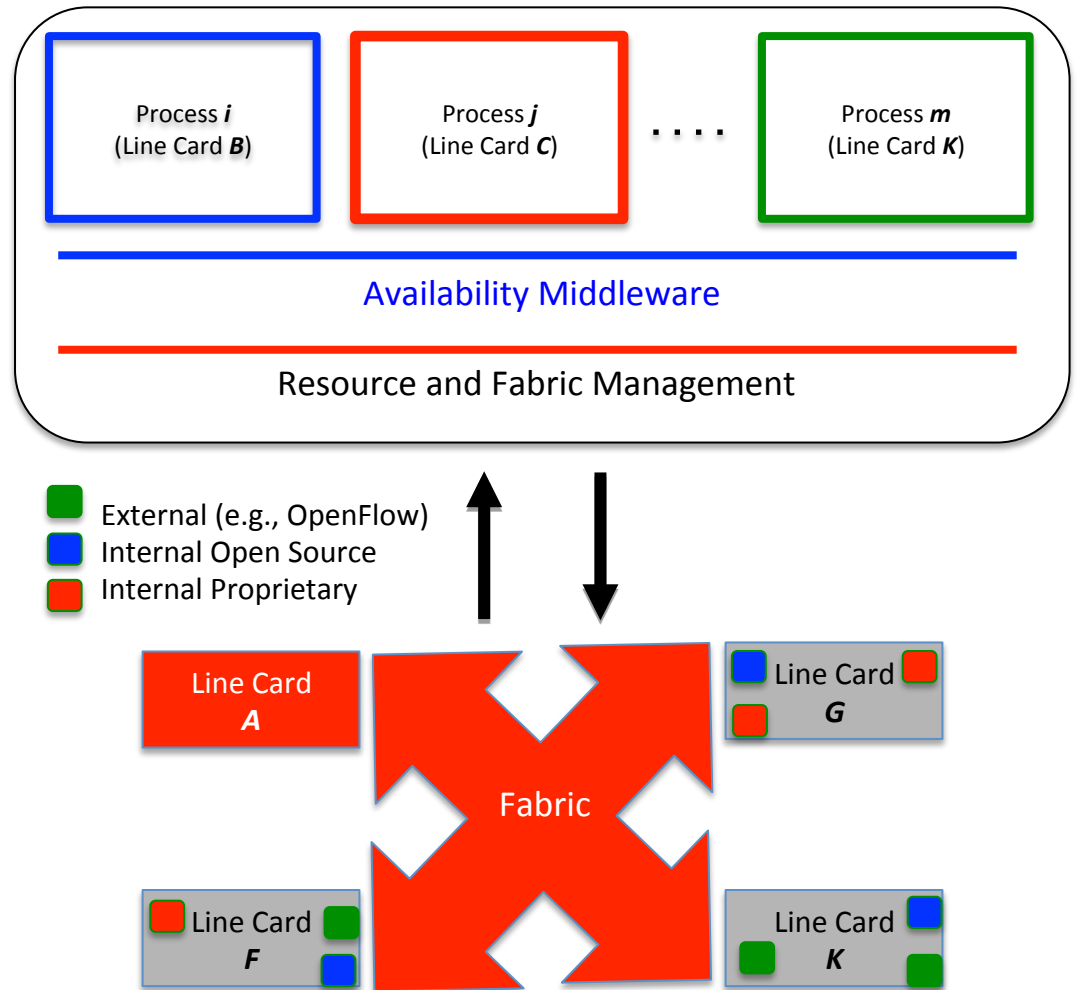 Process i
(Line Card B)
Process j
(Line Card C)
. . . .
Process m
(Line Card K)
Availability Middleware
Resource and Fabric Management
External (e.g., OpenFlow)
Internal Open Source
Internal Proprietary
Line Card
A
Line Card
G
Fabric
Line Card
F
Line Card
K